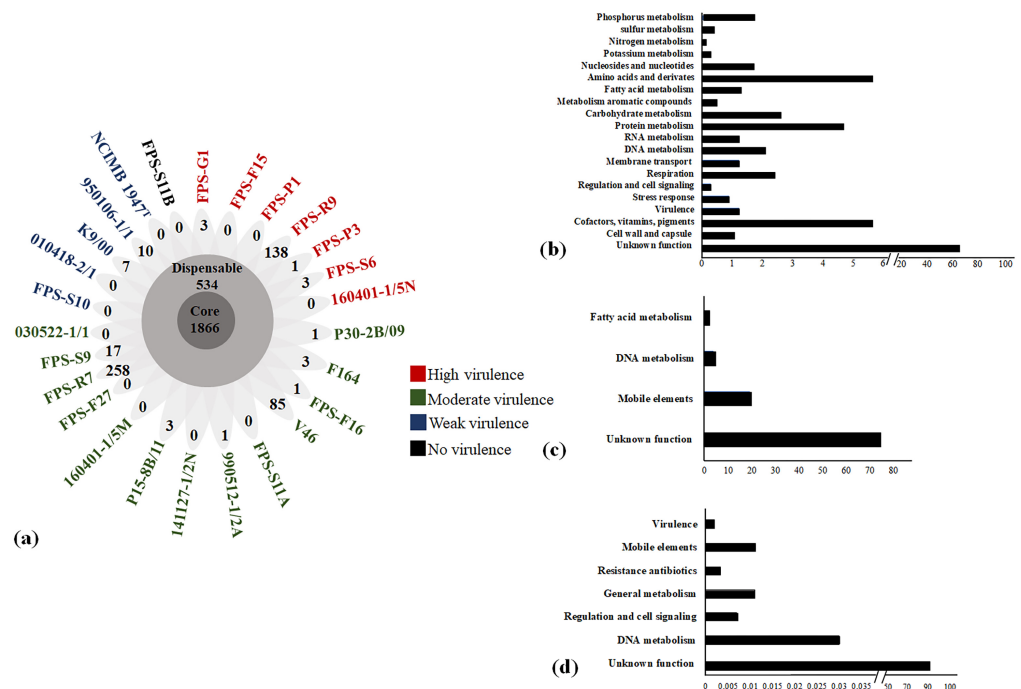 NCIMB 1947ᵀ
FPS-S11B
FPS-G1
FPS-F15
FPS-P1
FPS-R9
FPS-P3
FPS-S6
160401-1/5N
P30-2B/09
F164
FPS-F16
V46
FPS-S11A
990512-1/2A
141127-1/2N
P15-8B/11
160401-1/5M
FPS-F27
FPS-R7
FPS-S9
030522-1/1
FPS-S10
010418-2/1
K9/00
950106-1/1
0
0
3
0
0
138
1
3
0
1
3
1
85
0
1
0
3
0
0
258
17
0
0
0
7
10
Dispensable
534
Core
1866
High virulence
Moderate virulence
Weak virulence
No virulence
(a)
Phosphorus metabolism
sulfur metabolism
Nitrogen metabolism
Potassium metabolism
Nucleosides and nucleotides
Amino acids and derivates
Fatty acid metabolism
Metabolism aromatic compounds
Carbohydrate metabolism
Protein metabolism
RNA metabolism
DNA metabolism
Membrane transport
Respiration
Regulation and cell signaling
Stress response
Virulence
Cofactors, vitamins, pigments
Cell wall and capsule
Unknown function
0 1 2 3 4 5 6 20 40 60 80 100
(b)
Fatty acid metabolism
DNA metabolism
Mobile elements
Unknown function
0 10 20 30 40 50 60 70 80
(c)
Virulence
Mobile elements
Resistance antibiotics
General metabolism
Regulation and cell signaling
DNA metabolism
Unknown function
0 0.005 0.01 0.015 0.02 0.025 0.03 0.035 50 70 90 100
(d)